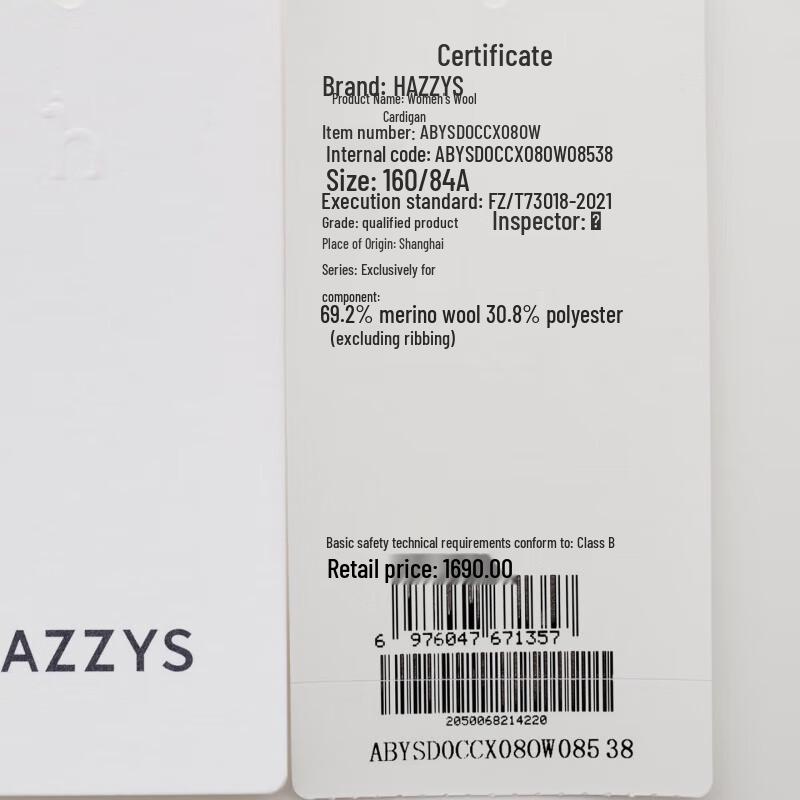 Certificate
Brand: HAZZYS
Product Name: Women's Wool
Cardigan
Item number: ABYSD0CCX080W
Internal code: ABYSD0CCX080W08538
Size: 160/84A
Execution standard: FZ/T73018-2021
Grade: qualified product Inspector:
Place of Origin: Shanghai
Series: Exclusively for
component:
69.2% merino wool 30.8% polyester
(excluding ribbing)
Basic safety technical requirements conform to: Class B
Retail price: 1690.00
6 976047 671357
2050068214220
ABYSD0CCX080W08538
h
AZZYS